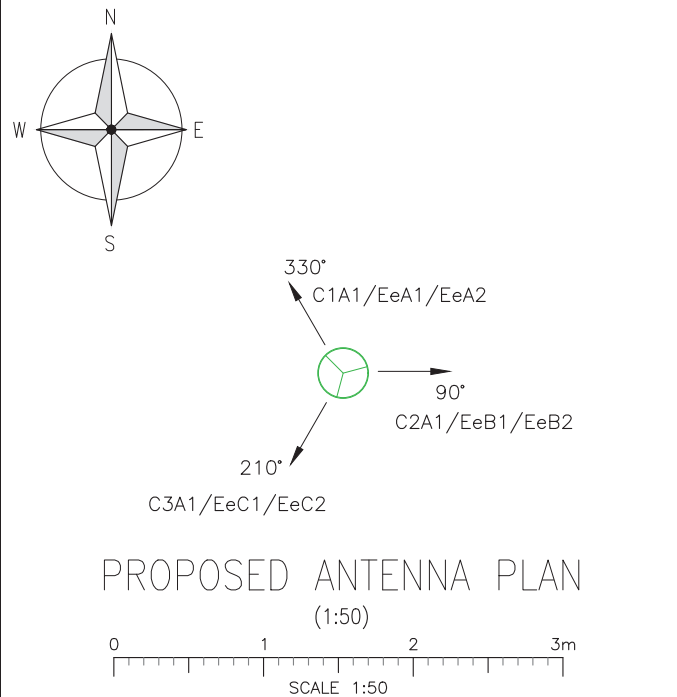 N
W E
S
330°
C1A1/EeA1/EeA2
90°
C2A1/EeB1/EeB2
210°
C3A1/EeC1/EeC2
PROPOSED ANTENNA PLAN
(1:50)
0 1 2 3m
SCALE 1:50